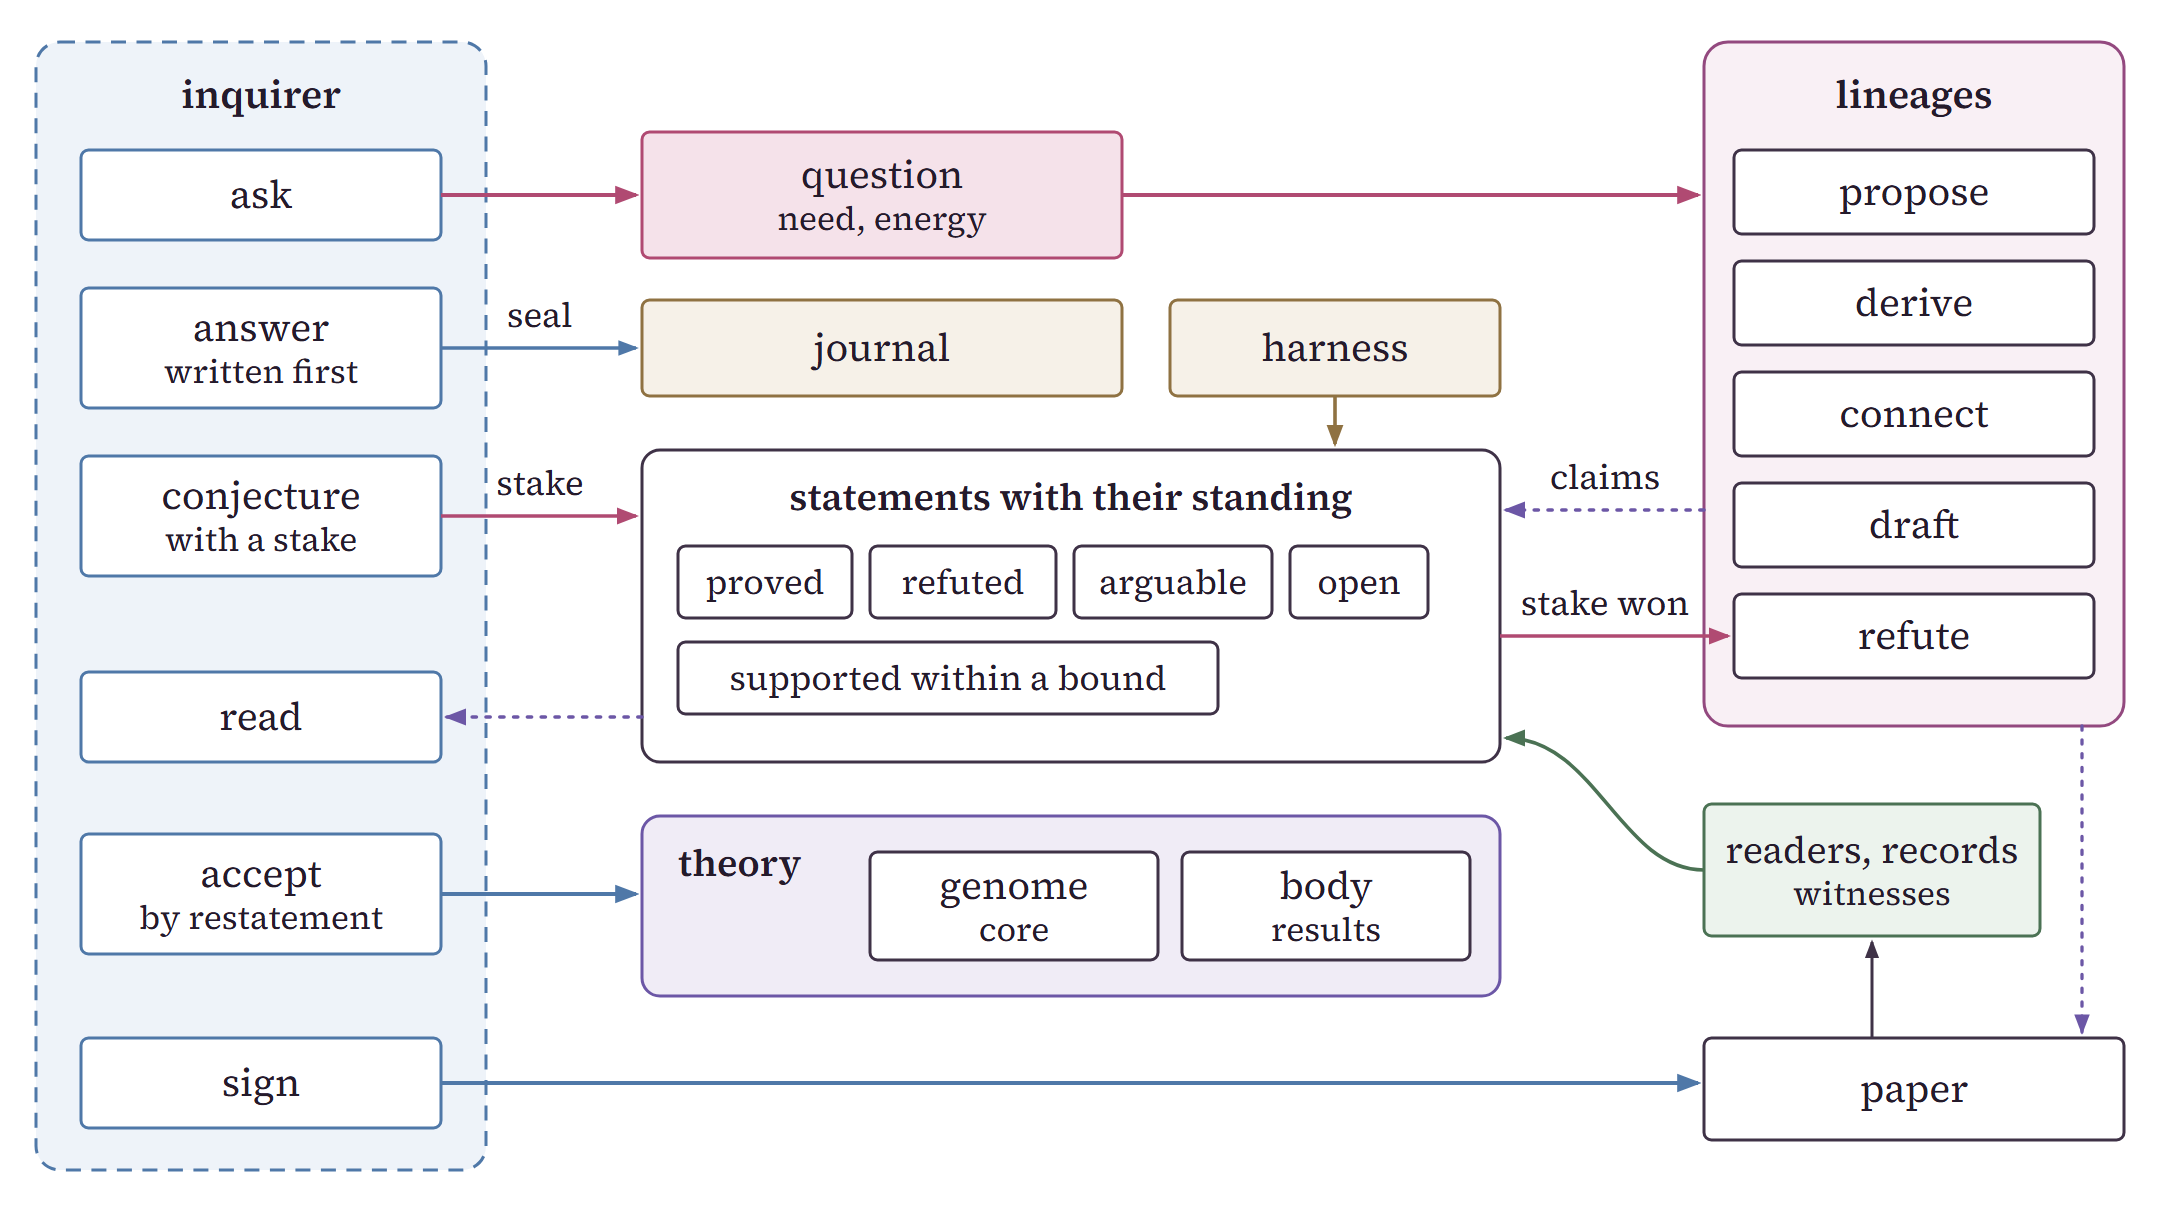 inquirer
ask
answer
written first
conjecture
with a stake
read
accept
by restatement
sign
seal
stake
question
need, energy
journal
harness
statements with their standing
proved
refuted
arguable
open
supported within a bound
theory
genome
core
body
results
claims
stake won
lineages
propose
derive
connect
draft
refute
readers, records
witnesses
paper